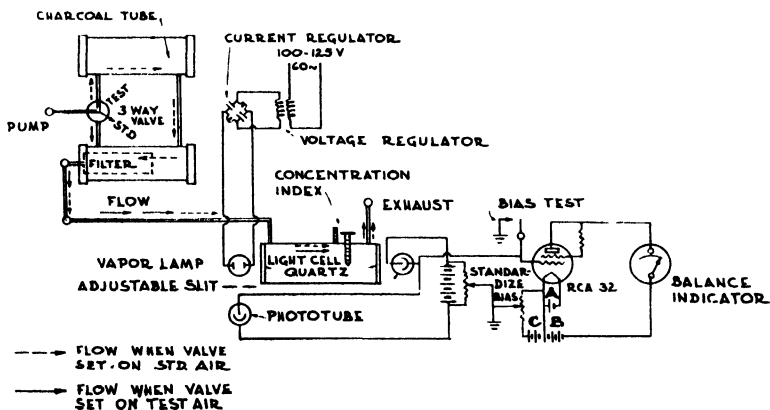 CHARCOAL TUBE
CURRENT REGULATOR
100-125 V
60~
TEST
3 WAY
VALVE
STD
PUMP
VOLTAGE REGULATOR
FILTER
CONCENTRATION
INDEX
FLOW
EXHAUST
BIAS TEST
VAPOR LAMP
LIGHT CELL
QUARTZ
ADJUSTABLE SLIT
STANDAR-
DIZE
BIAS
A
RCA 32
BALANCE
INDICATOR
PHOTOTUBE
C B
FLOW WHEN VALVE
SET. ON STD AIR
FLOW WHEN VALVE
SET ON TEST AIR